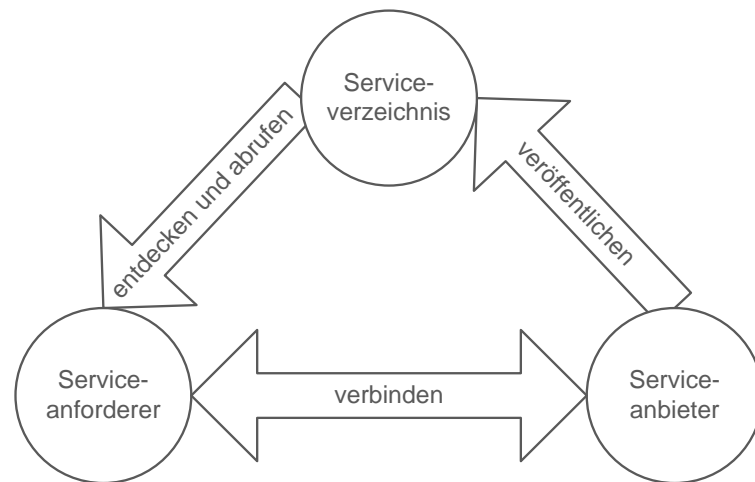 Service-
verzeichnis
entdecken und abrufen
veröffentlichen
Service-
anforderer
verbinden
Service-
anbieter